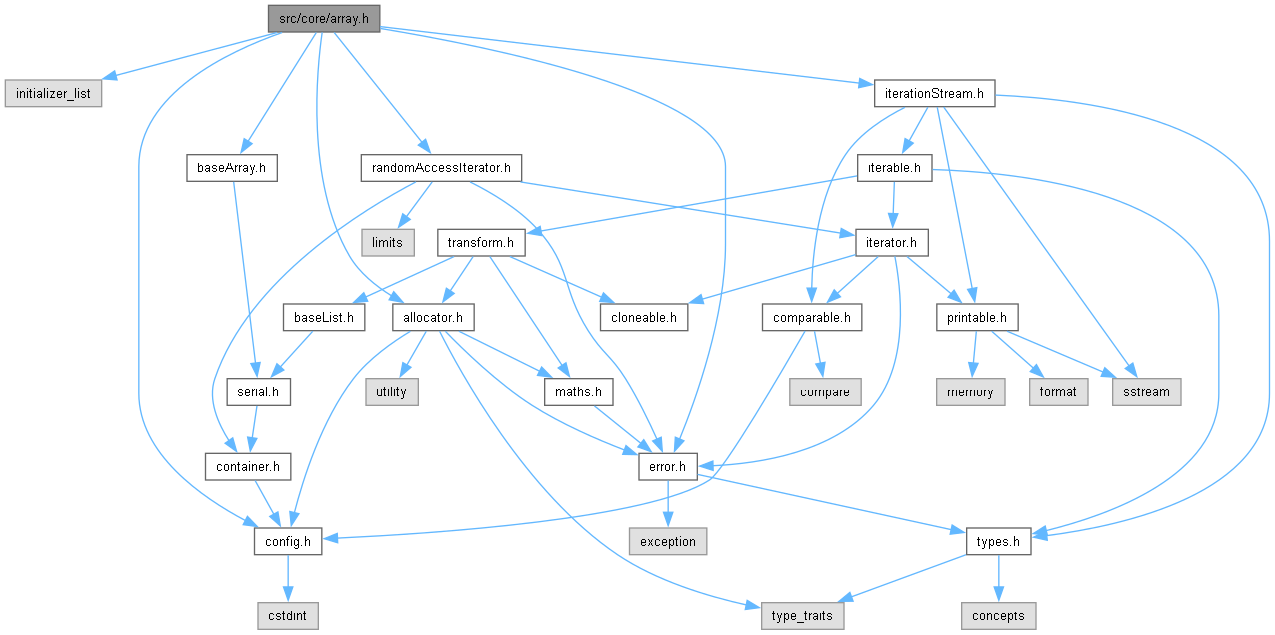 src/core/array.h
initializer_list
iterationStream.h
baseArray.h
randomAccessIterator.h
iterable.h
limits
transform.h
iterator.h
baseList.h
allocator.h
cloneable.h
comparable.h
printable.h
serial.h
utility
maths.h
compare
memory
format
sstream
container.h
error.h
config.h
exception
types.h
cstdint
type_traits
concepts